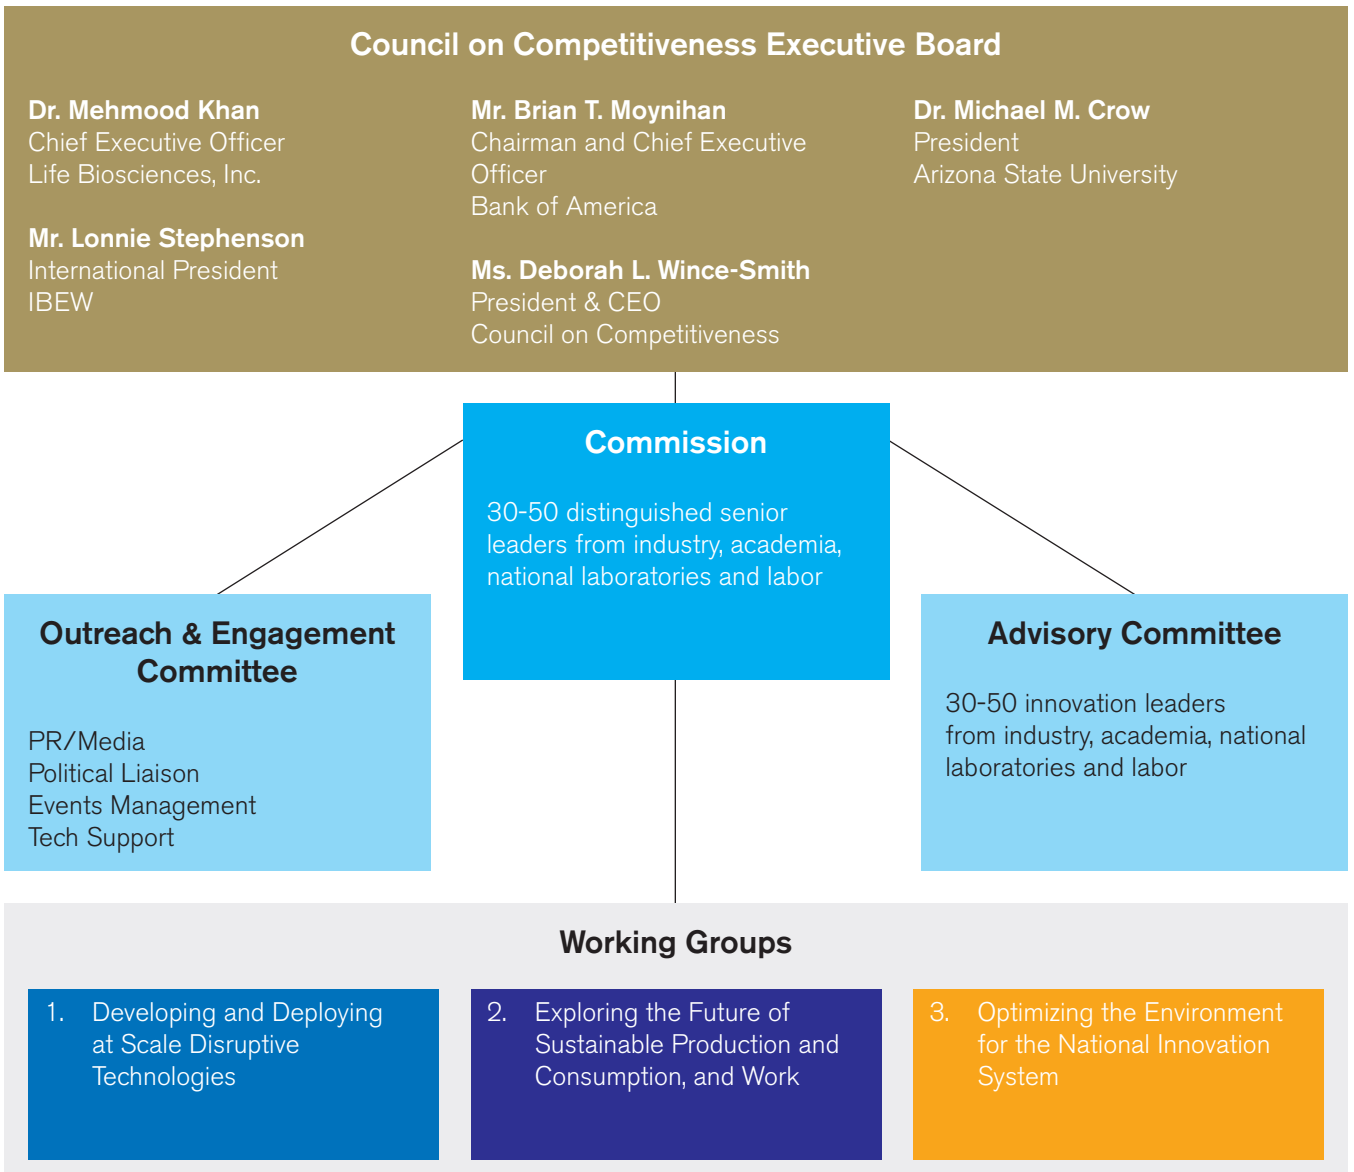 Council on Competitiveness Executive Board
Dr. Mehmood Khan
Chief Executive Officer
Life Biosciences, Inc.
Mr. Lonnie Stephenson
International President
IBEW
Mr. Brian T. Moynihan
Chairman and Chief Executive
Officer
Bank of America
Ms. Deborah L. Wince-Smith
President & CEO
Council on Competitiveness
Dr. Michael M. Crow
President
Arizona State University
Commission
30-50 distinguished senior
leaders from industry, academia,
national laboratories and labor
Outreach & Engagement
Committee
PR/Media
Political Liaison
Events Management
Tech Support
Advisory Committee
30-50 innovation leaders
from industry, academia, national
laboratories and labor
Working Groups
1. Developing and Deploying
at Scale Disruptive
Technologies
2. Exploring the Future of
Sustainable Production and
Consumption, and Work
3. Optimizing the Environment
for the National Innovation
System